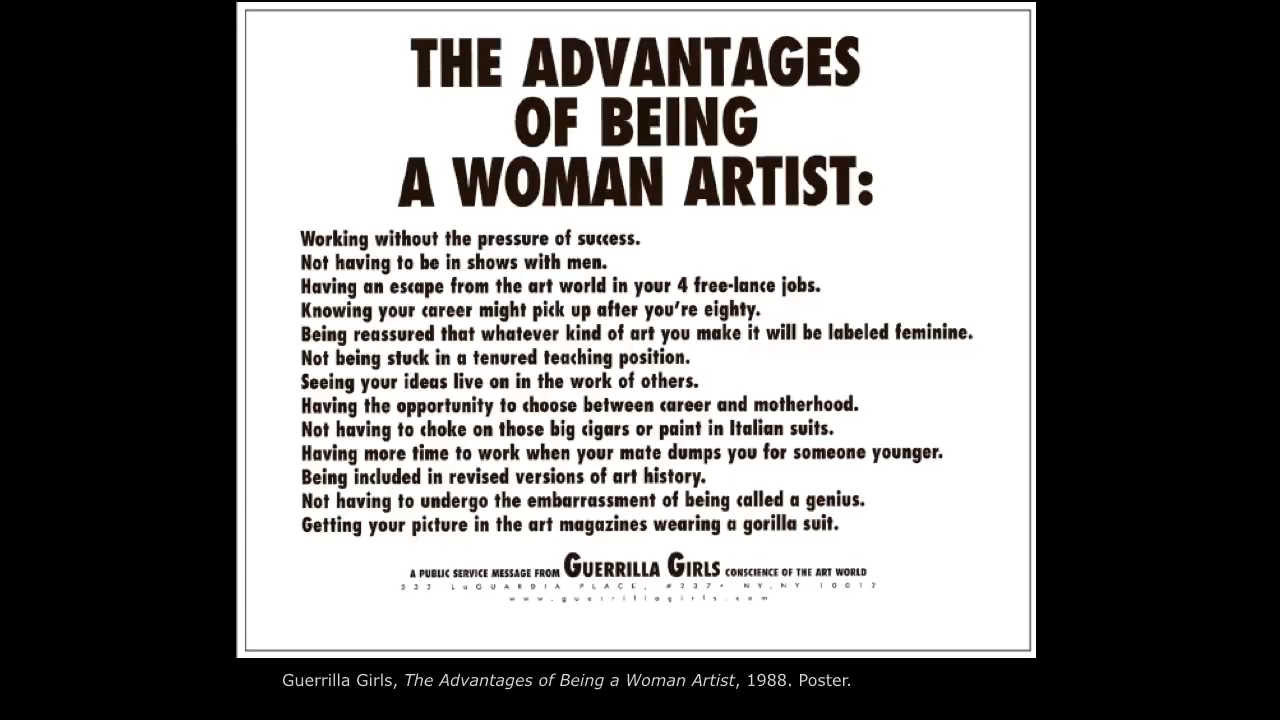 THE ADVANTAGES
OF BEING
A WOMAN ARTIST:
Working without the pressure of success.
Not having to be in shows with men.
Having an escape from the art world in your 4 free-lance jobs.
Knowing your career might pick up after you're eighty.
Being reassured that whatever kind of art you make it will be labeled feminine.
Not being stuck in a tenured teaching position.
Seeing your ideas live on in the work of others.
Having the opportunity to choose between career and motherhood.
Not having to choke on those big cigars or paint in Italian suits.
Having more time to work when your mate dumps you for someone younger.
Being included in revised versions of art history.
Not having to undergo the embarrassment of being called a genius.
Getting your picture in the art magazines wearing a gorilla suit.
A PUBLIC SERVICE MESSAGE FROM GUERRILLA GIRLS CONSCIENCE OF THE ART WORLD
LaGUARDIA PLACE, #237• NY, NY 10012
www.guerrillagirls.com
Guerrilla Girls, The Advantages of Being a Woman Artist, 1988. Poster.